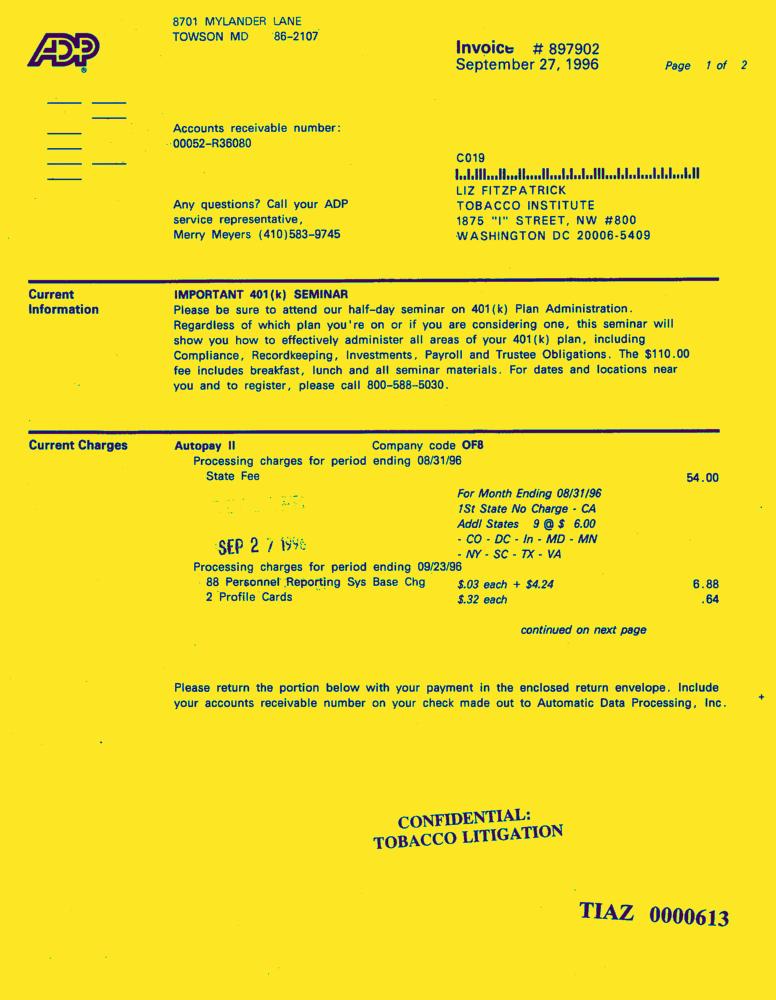 8701 MYLANDER LANE
TOWSON MD 86-2107
ADP
Invoice # 897902
September 27, 1996
Page 1 of 2
Accounts receivable number:
00052-R36080
C019
LIZ FITZPATRICK
TOBACCO INSTITUTE
1875 "I" STREET, NW #800
WASHINGTON DC 20006-5409
Any questions? Call your ADP
service representative,
Merry Meyers (410)583-9745
Current
Information
IMPORTANT 401(k) SEMINAR
Please be sure to attend our half-day seminar on 401(k) Plan Administration.
Regardless of which plan you're on or if you are considering one, this seminar will
show you how to effectively administer all areas of your 401(k) plan, including
Compliance, Recordkeeping, Investments, Payroll and Trustee Obligations. The $110.00
fee includes breakfast, lunch and all seminar materials. For dates and locations near
you and to register, please call 800-588-5030.
Current Charges
Autopay II Company code OF8
Processing charges for period ending 08/31/96
State Fee 54.00
For Month Ending 08/31/96
1St State No Charge - CA
Addl States 9 @ $ 6.00
- CO - DC - In - MD - MN
- NY - SC - TX - VA
SEP 27 1996
Processing charges for period ending 09/23/96
88 Personnel Reporting Sys Base Chg $.03 each + $4.24 6.88
2 Profile Cards $.32 each .64
continued on next page
Please return the portion below with your payment in the enclosed return envelope. Include
your accounts receivable number on your check made out to Automatic Data Processing, Inc.
CONFIDENTIAL:
TOBACCO LITIGATION
TIAZ 0000613